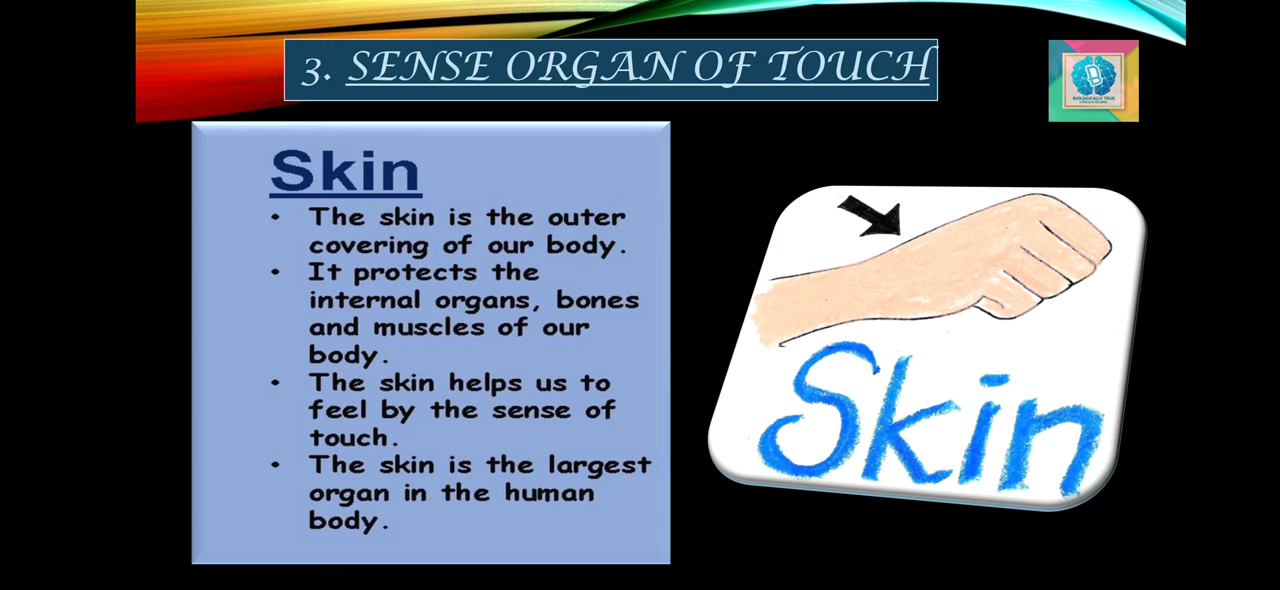 3. SENSE ORGAN OF TOUCH
BIOLOGICALLY TRUE
Skin
• The skin is the outer
covering of our body.
• It protects the
internal organs, bones
and muscles of our
body.
• The skin helps us to
feel by the sense of
touch.
• The skin is the largest
organ in the human
body.
Skin